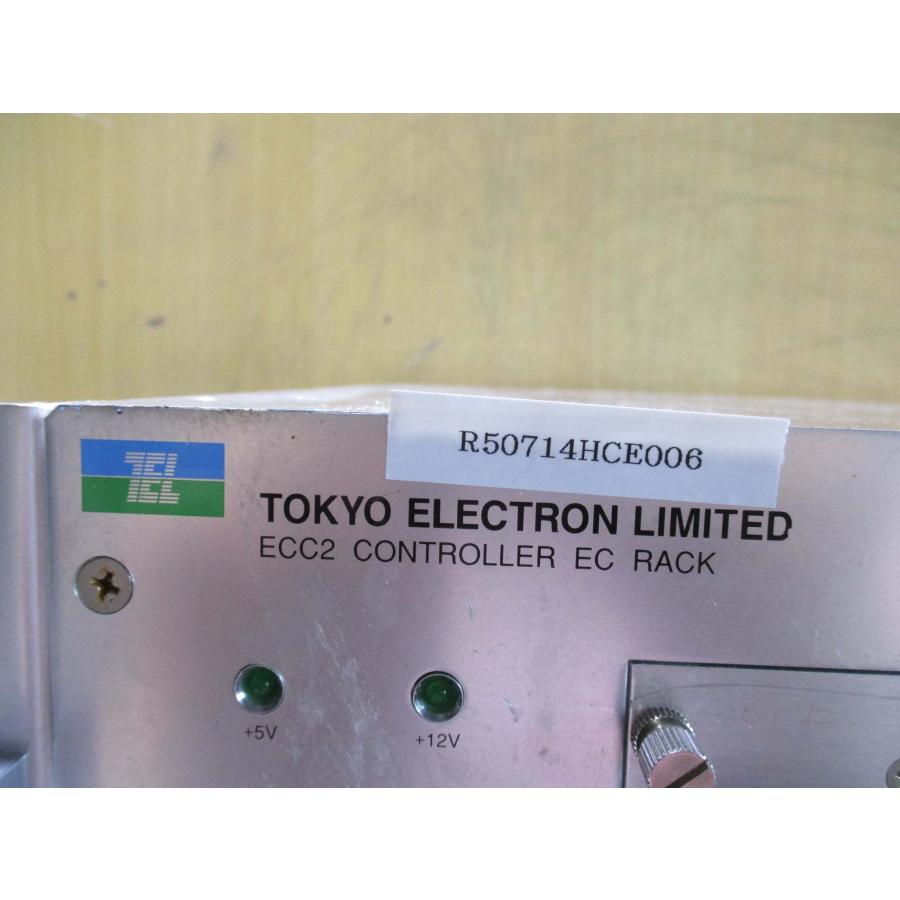 R50714HCE006
TEL
TOKYO ELECTRON LIMITED
ECC2 CONTROLLER EC RACK
+5V
+12V